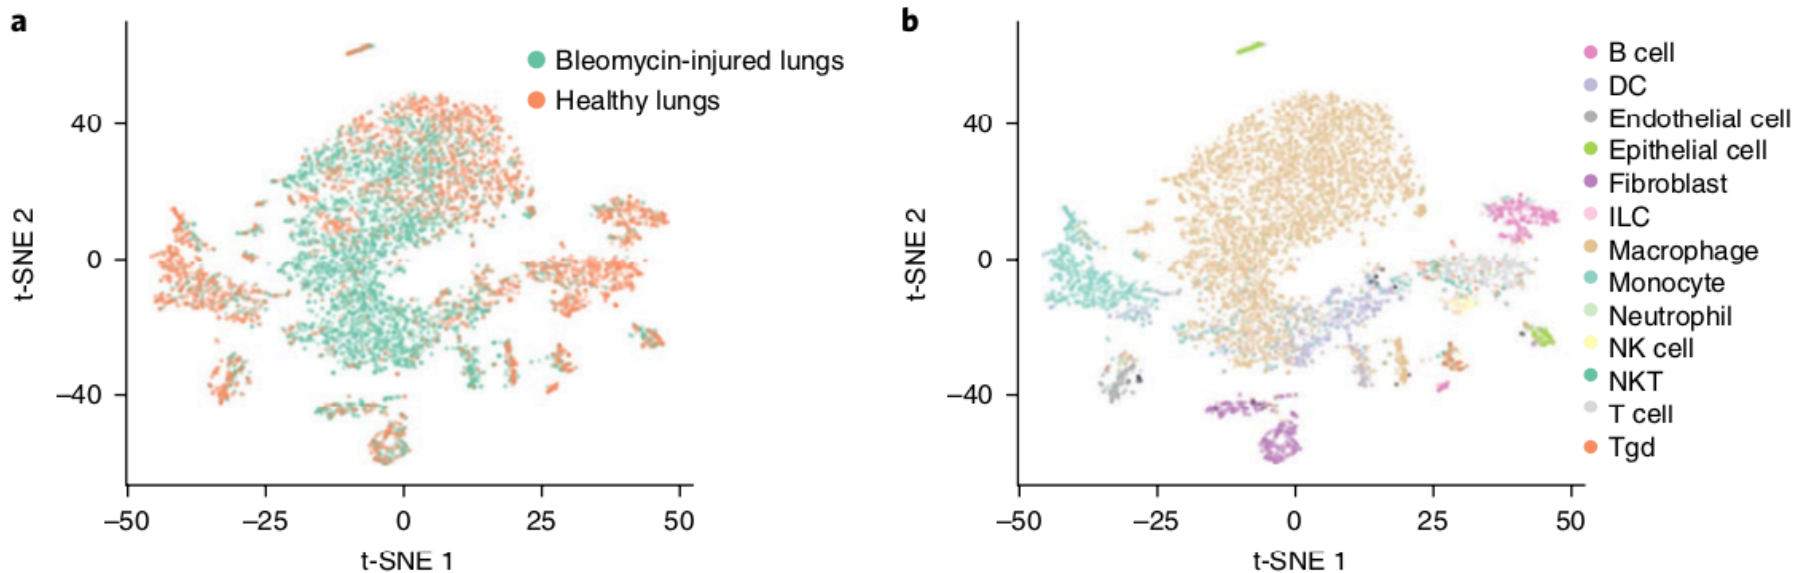 a
Bleomycin-injured lungs
Healthy lungs
40
0
–40
t-SNE 2
–50
–25
0
25
50
t-SNE 1
b
B cell
DC
Endothelial cell
Epithelial cell
Fibroblast
ILC
Macrophage
Monocyte
Neutrophil
NK cell
NKT
T cell
Tgd
40
0
–40
t-SNE 2
–50
–25
0
25
50
t-SNE 1